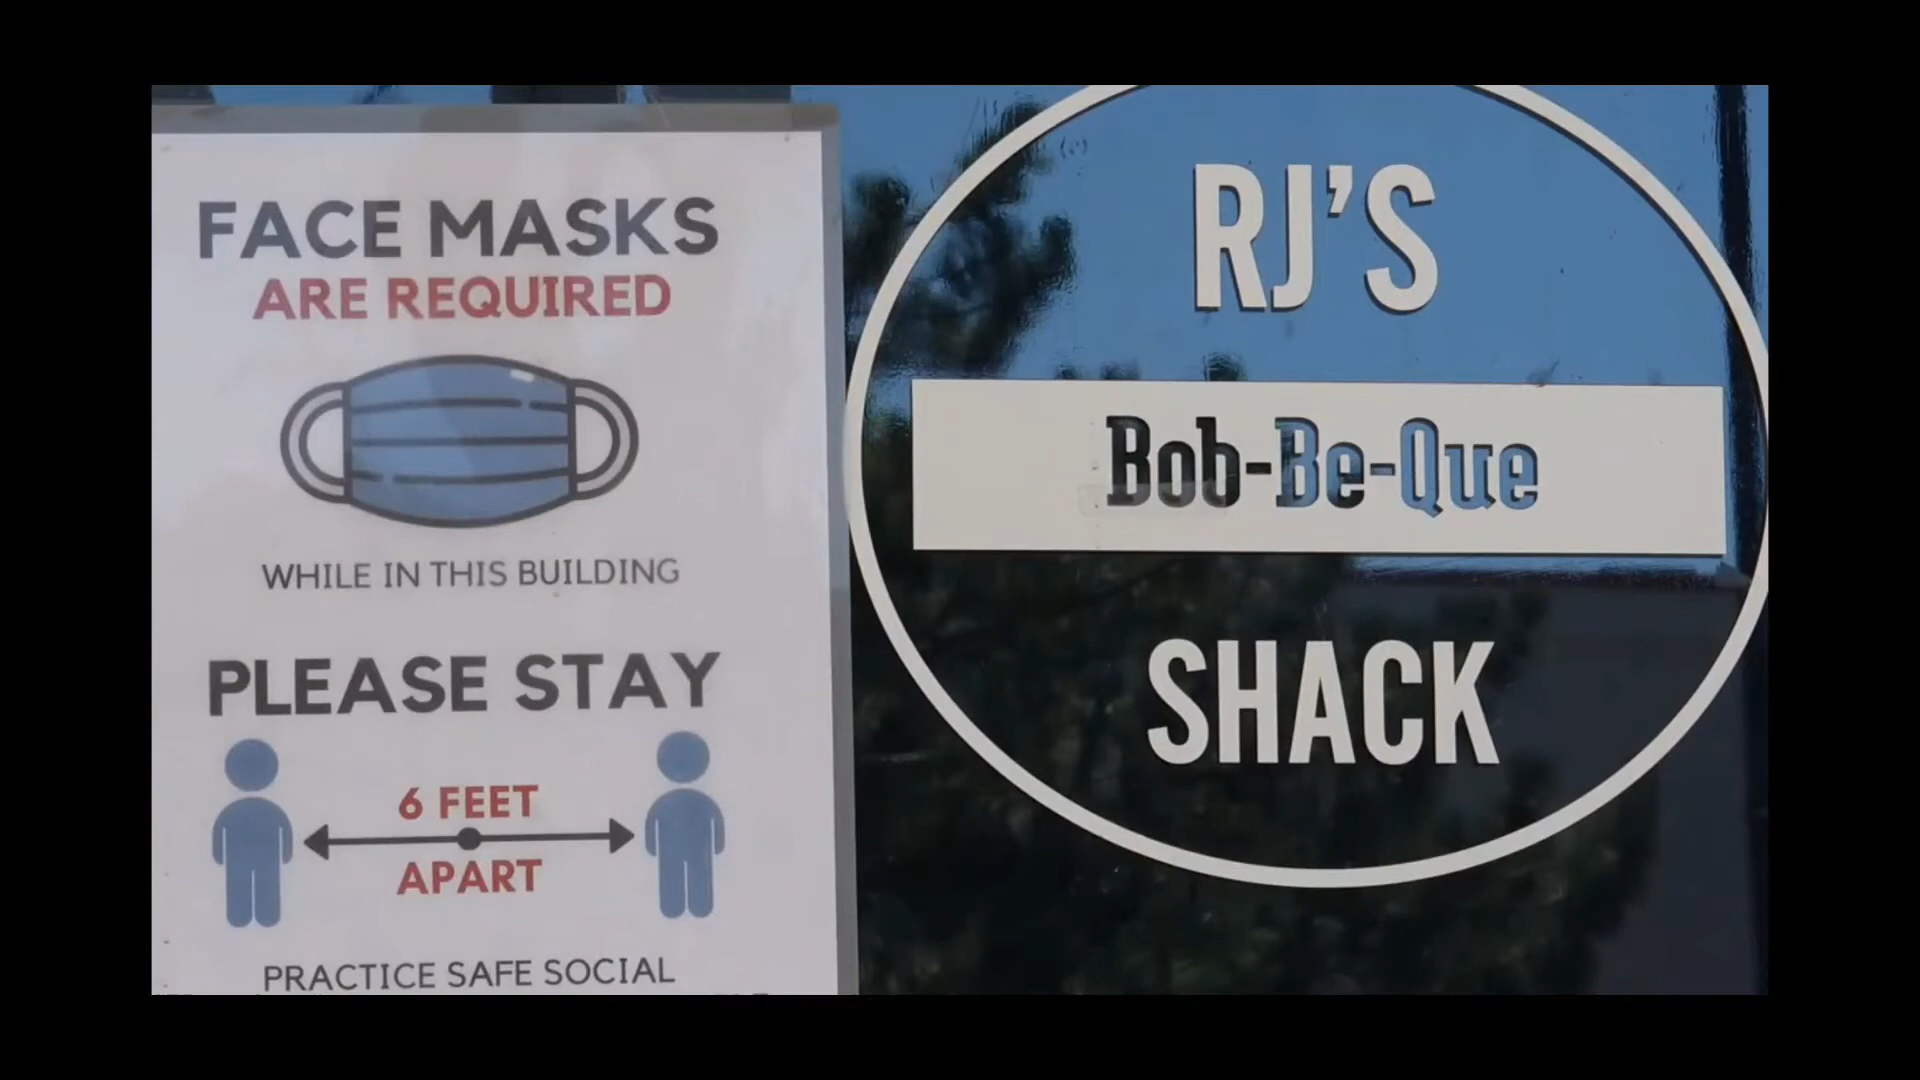 FACE MASKS
ARE REQUIRED
WHILE IN THIS BUILDING
PLEASE STAY
6 FEET
APART
PRACTICE SAFE SOCIAL
RJ'S
Bob-Be-Que
SHACK